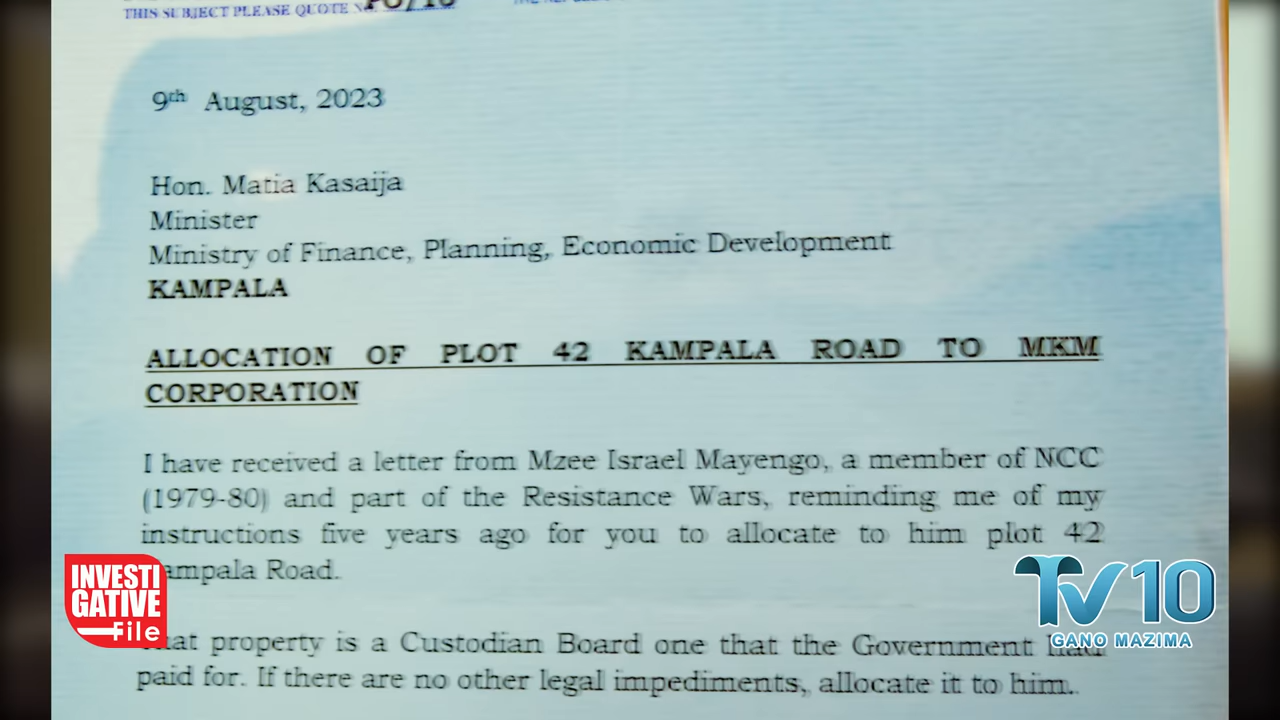 THIS SUBJECT PLEASE QUOTE
9th August, 2023
Hon. Matia Kasaija
Minister
Ministry of Finance, Planning, Economic Development
KAMPALA
ALLOCATION OF PLOT 42 KAMPALA ROAD TO MKM
CORPORATION
I have received a letter from Mzee Israel Mayengo, a member of NCC
(1979-80) and part of the Resistance Wars, reminding me of my
instructions five years ago for you to allocate to him plot 42
ampala Road.
hat property is a Custodian Board one that the Government had
paid for. If there are no other legal impediments, allocate it to him.
INVESTI
GATIVE
File
TV10
GANO MAZIMA